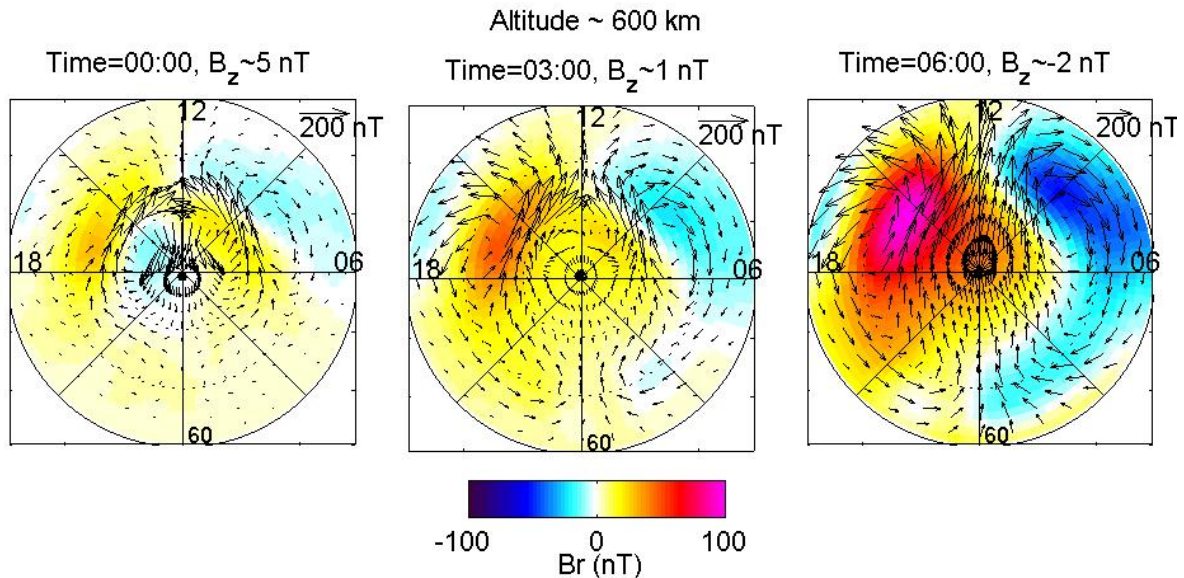 Altitude ~ 600 km
Time=00:00, Bz~5 nT
Time=03:00, Bz~1 nT
Time=06:00, Bz~-2 nT
12
200 nT
18
06
60
12
200 nT
18
06
60
12
200 nT
18
06
60
-100 0 100
Br (nT)